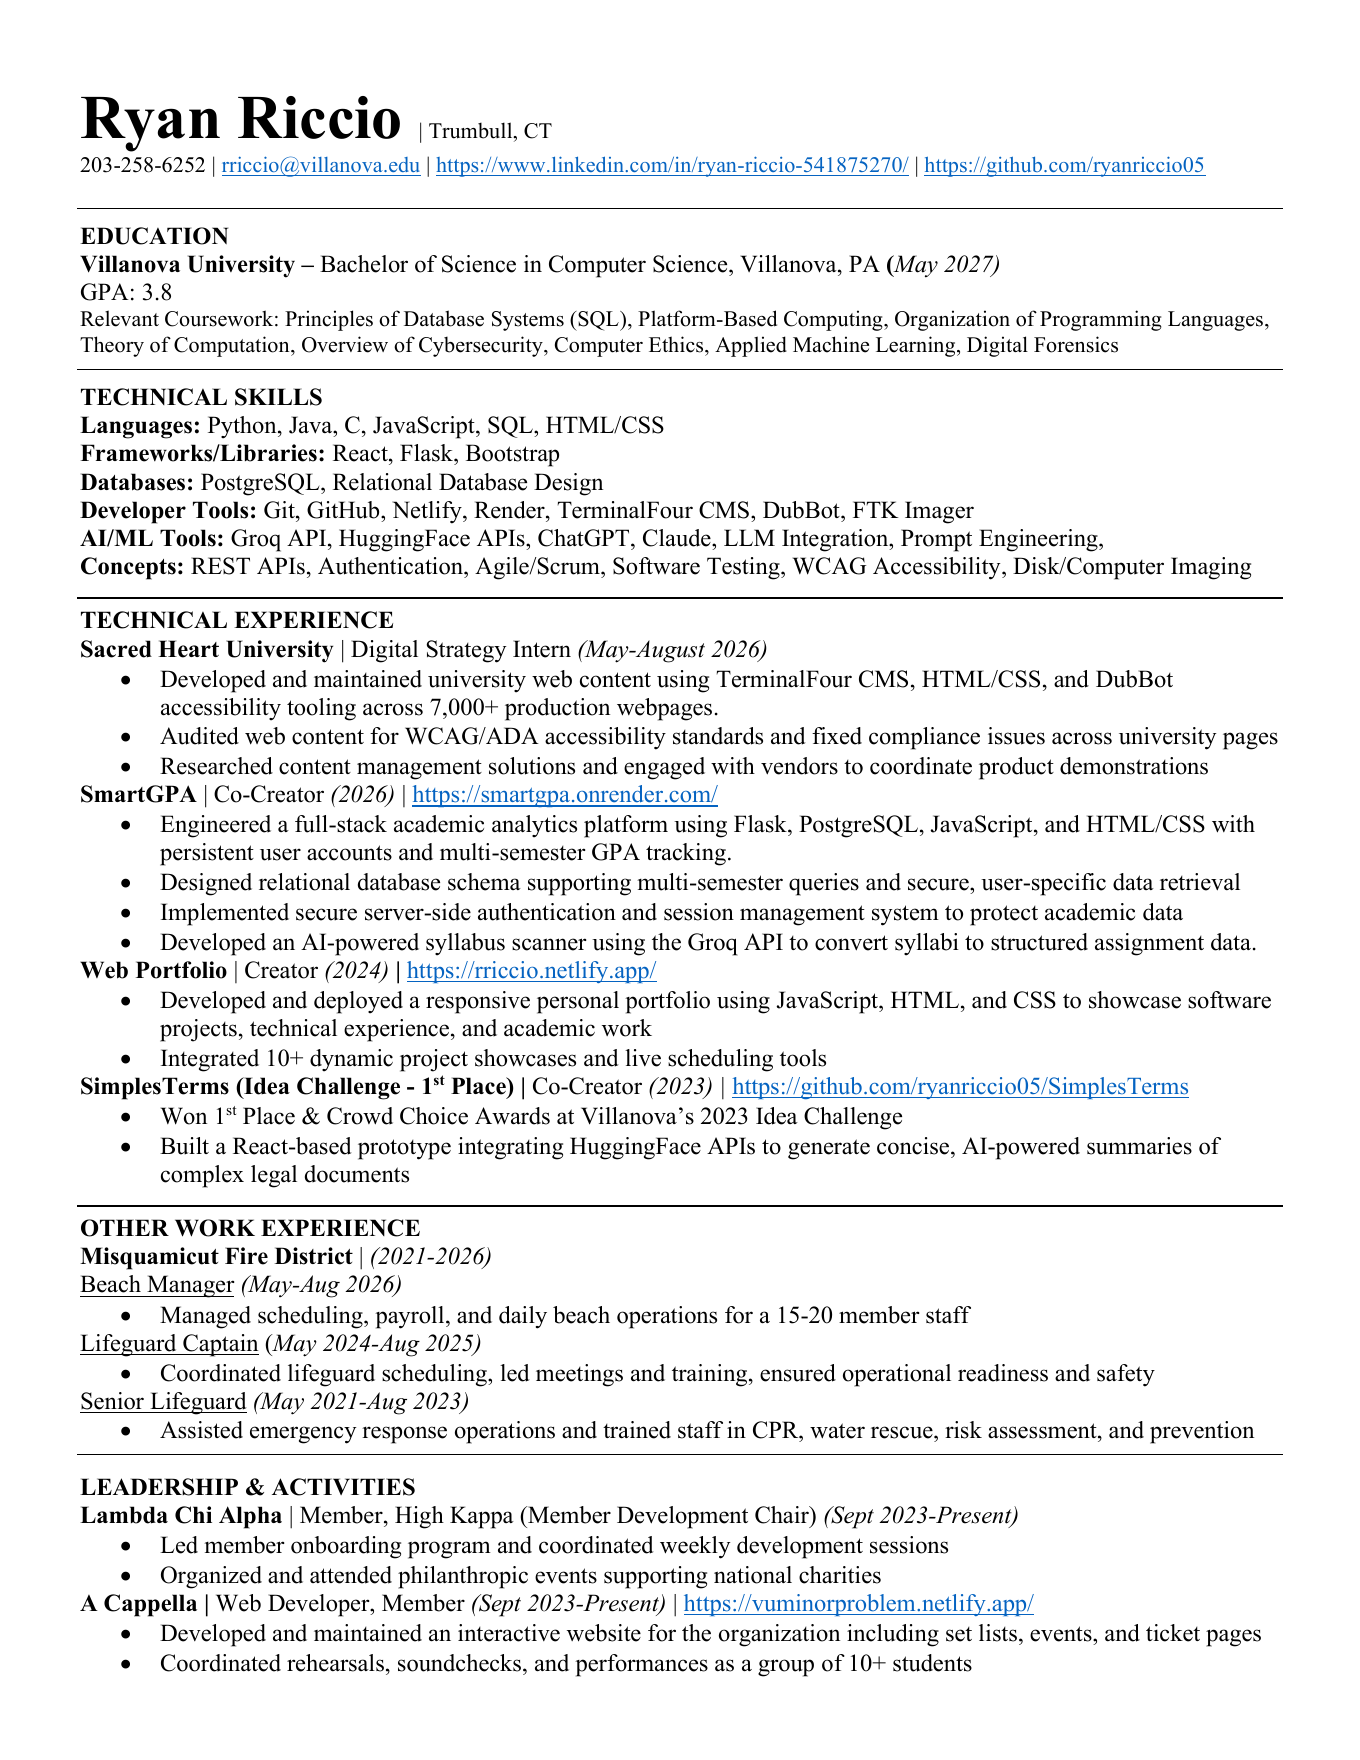 Ryan Riccio | Trumbull, CT
203-258-6252 | rriccio@villanova.edu | https://www.linkedin.com/in/ryan-riccio-541875270/ | https://github.com/ryanriccio05
EDUCATION
Villanova University – Bachelor of Science in Computer Science, Villanova, PA (May 2027)
GPA: 3.8
Relevant Coursework: Principles of Database Systems (SQL), Platform-Based Computing, Organization of Programming Languages,
Theory of Computation, Overview of Cybersecurity, Computer Ethics, Applied Machine Learning, Digital Forensics
TECHNICAL SKILLS
Languages: Python, Java, C, JavaScript, SQL, HTML/CSS
Frameworks/Libraries: React, Flask, Bootstrap
Databases: PostgreSQL, Relational Database Design
Developer Tools: Git, GitHub, Netlify, Render, TerminalFour CMS, DubBot, FTK Imager
AI/ML Tools: Groq API, HuggingFace APIs, ChatGPT, Claude, LLM Integration, Prompt Engineering,
Concepts: REST APIs, Authentication, Agile/Scrum, Software Testing, WCAG Accessibility, Disk/Computer Imaging
TECHNICAL EXPERIENCE
Sacred Heart University | Digital Strategy Intern (May-August 2026)
• Developed and maintained university web content using TerminalFour CMS, HTML/CSS, and DubBot
accessibility tooling across 7,000+ production webpages.
• Audited web content for WCAG/ADA accessibility standards and fixed compliance issues across university pages
• Researched content management solutions and engaged with vendors to coordinate product demonstrations
SmartGPA | Co-Creator (2026) | https://smartgpa.onrender.com/
• Engineered a full-stack academic analytics platform using Flask, PostgreSQL, JavaScript, and HTML/CSS with
persistent user accounts and multi-semester GPA tracking.
• Designed relational database schema supporting multi-semester queries and secure, user-specific data retrieval
• Implemented secure server-side authentication and session management system to protect academic data
• Developed an AI-powered syllabus scanner using the Groq API to convert syllabi to structured assignment data.
Web Portfolio | Creator (2024) | https://rriccio.netlify.app/
• Developed and deployed a responsive personal portfolio using JavaScript, HTML, and CSS to showcase software
projects, technical experience, and academic work
• Integrated 10+ dynamic project showcases and live scheduling tools
SimplesTerms (Idea Challenge - 1st Place) | Co-Creator (2023) | https://github.com/ryanriccio05/SimplesTerms
• Won 1st Place & Crowd Choice Awards at Villanova’s 2023 Idea Challenge
• Built a React-based prototype integrating HuggingFace APIs to generate concise, AI-powered summaries of
complex legal documents
OTHER WORK EXPERIENCE
Misquamicut Fire District | (2021-2026)
Beach Manager (May-Aug 2026)
• Managed scheduling, payroll, and daily beach operations for a 15-20 member staff
Lifeguard Captain (May 2024-Aug 2025)
• Coordinated lifeguard scheduling, led meetings and training, ensured operational readiness and safety
Senior Lifeguard (May 2021-Aug 2023)
• Assisted emergency response operations and trained staff in CPR, water rescue, risk assessment, and prevention
LEADERSHIP & ACTIVITIES
Lambda Chi Alpha | Member, High Kappa (Member Development Chair) (Sept 2023-Present)
• Led member onboarding program and coordinated weekly development sessions
• Organized and attended philanthropic events supporting national charities
A Cappella | Web Developer, Member (Sept 2023-Present) | https://vuminorproblem.netlify.app/
• Developed and maintained an interactive website for the organization including set lists, events, and ticket pages
• Coordinated rehearsals, soundchecks, and performances as a group of 10+ students